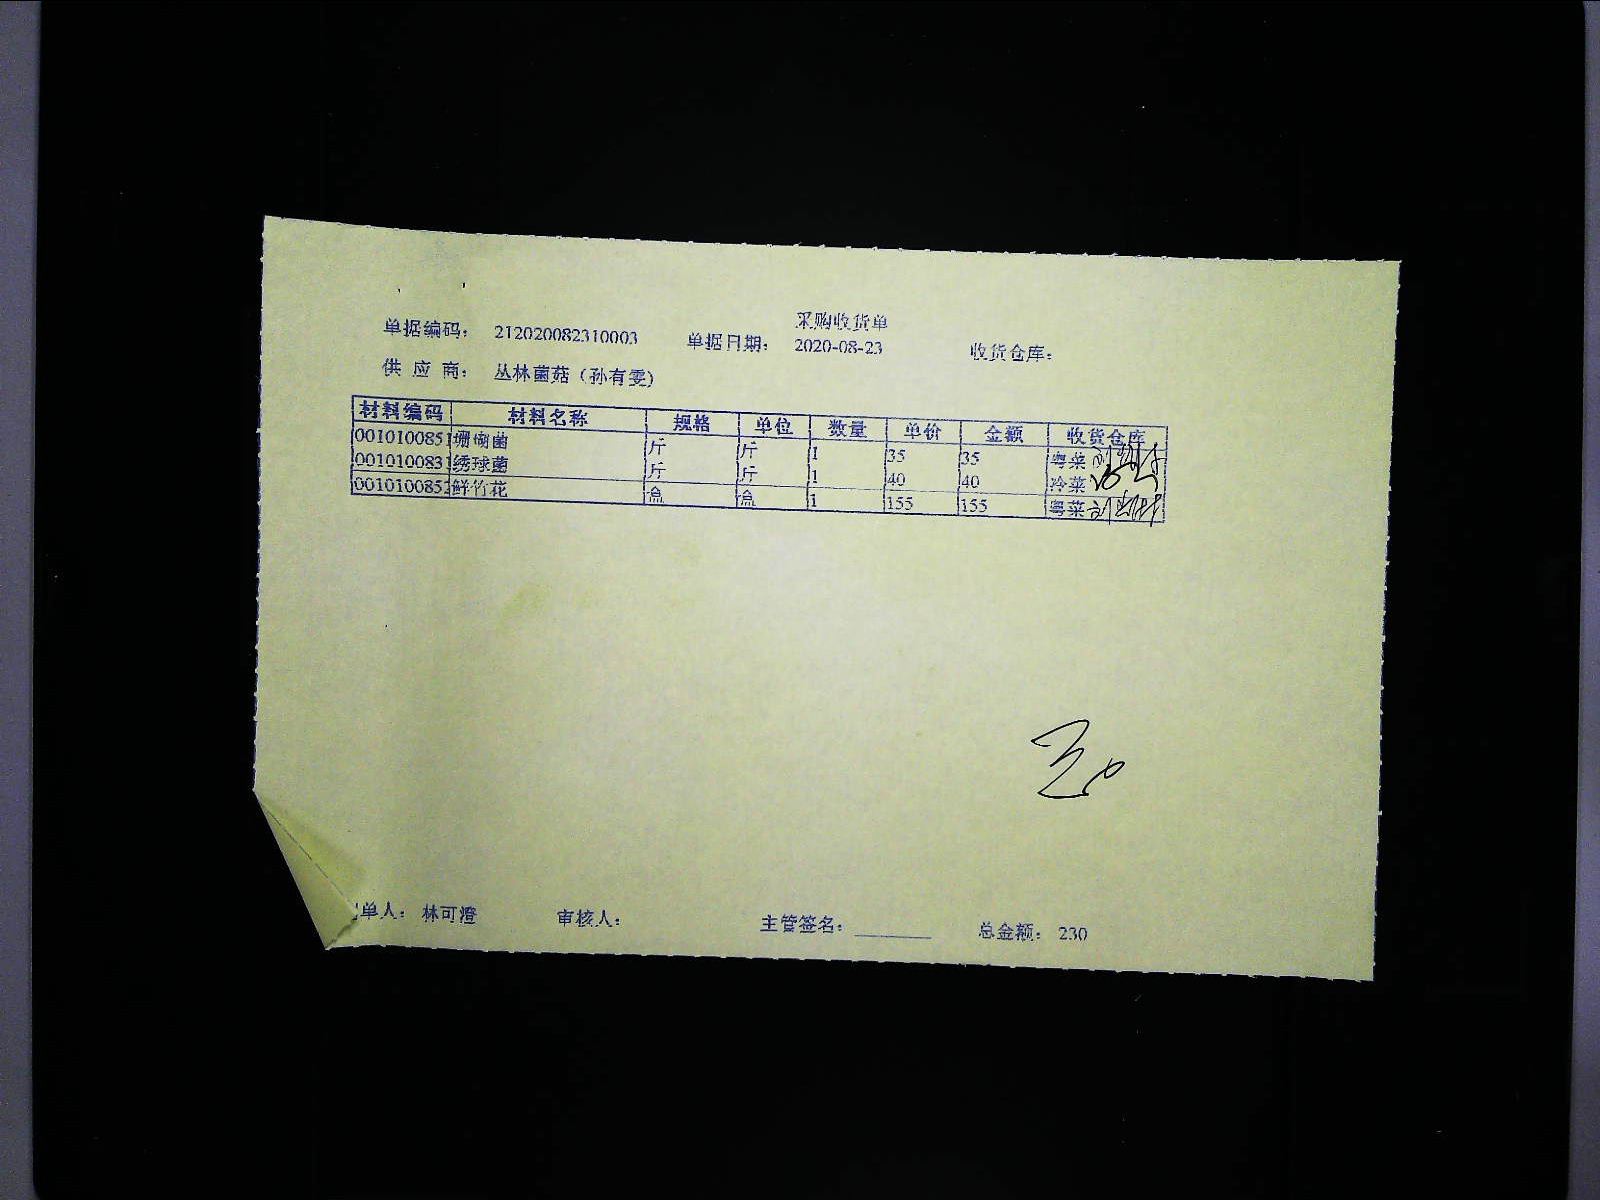 采购收货单
单据编码： 212020082310003 单据日期： 2020-08-23 收货仓库：
供 应 商： 丛林菌菇（孙有雯）
材料编码 材料名称 规格 单位 数量 单价 金额 收货仓库
0010100851 珊瑚菌 斤 斤 1 35 35 粤菜
0010100831 绣球菌 斤 斤 1 40 40 冷菜
001010085 鲜竹花 盒 盒 1 155 155 粤菜
单人： 林可澄 审核人： 主管签名： 总金额： 230